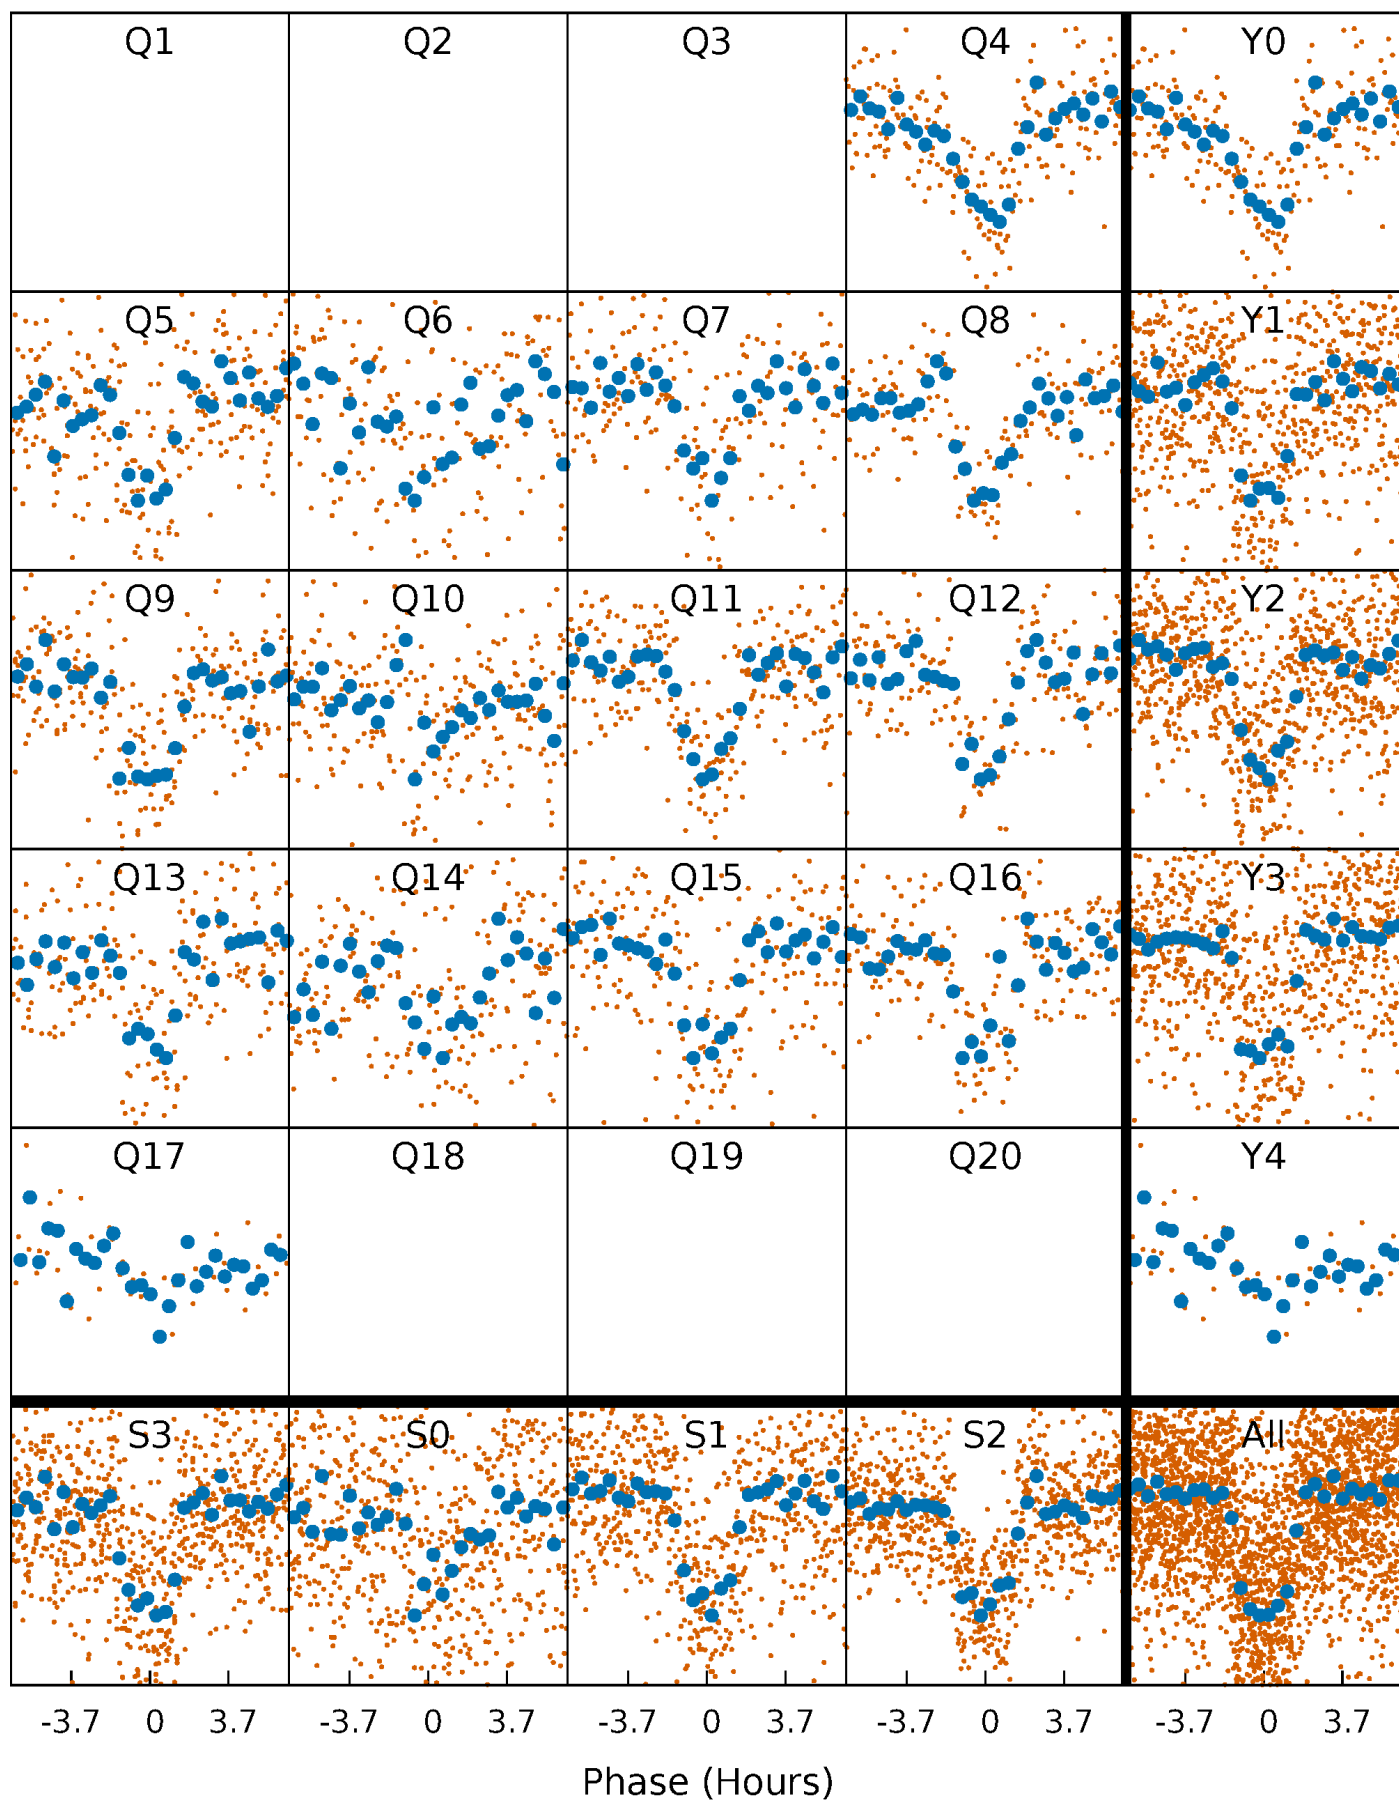 Q1 Q2 Q3 Q4 Y0
Q5 Q6 Q7 Q8 Y1
Q9 Q10 Q11 Q12 Y2
Q13 Q14 Q15 Q16 Y3
Q17 Q18 Q19 Q20 Y4
S3 S0 S1 S2 All
-3.7 0 3.7 -3.7 0 3.7 -3.7 0 3.7 -3.7 0 3.7 -3.7 0 3.7
Phase (Hours)